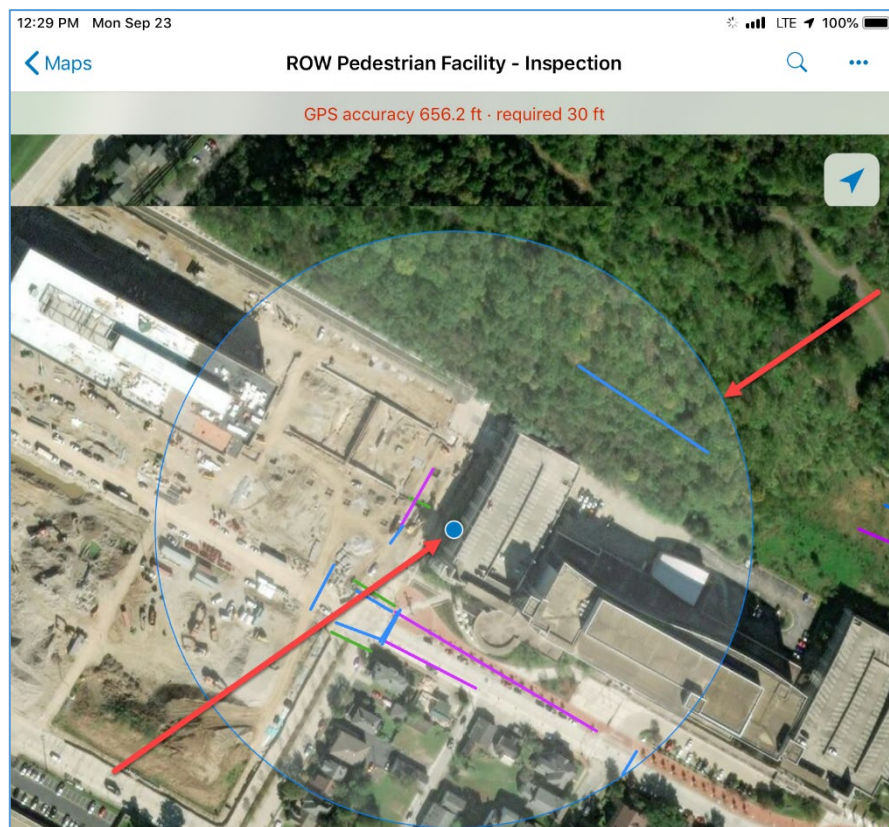 12:29 PM Mon Sep 23
LTE 100%
Maps
ROW Pedestrian Facility - Inspection
GPS accuracy 656.2 ft · required 30 ft